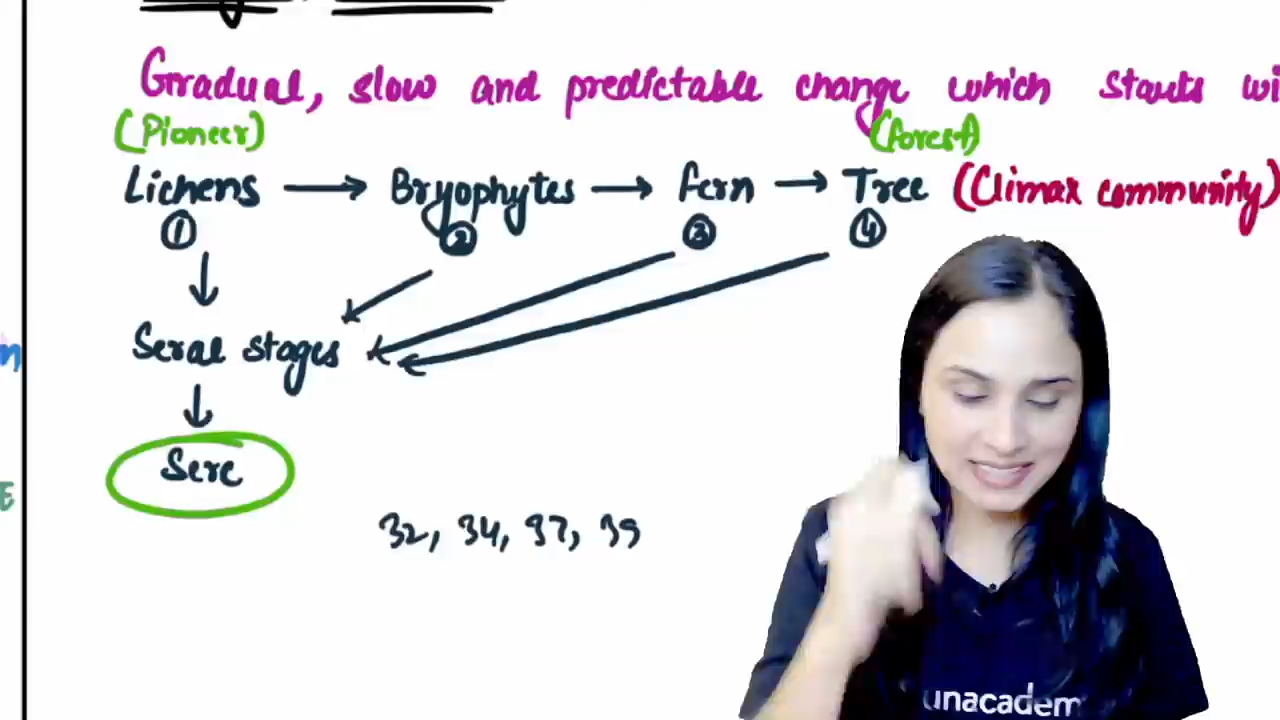 Gradual, slow and predictable change which starts wi
(Pioneer) (forest)
Lichens → Bryophytes → fern → Tree (Climax community)
① ② ③ ④
Seral stages
n
Sere
E
32, 34, 37, 39
unacadem